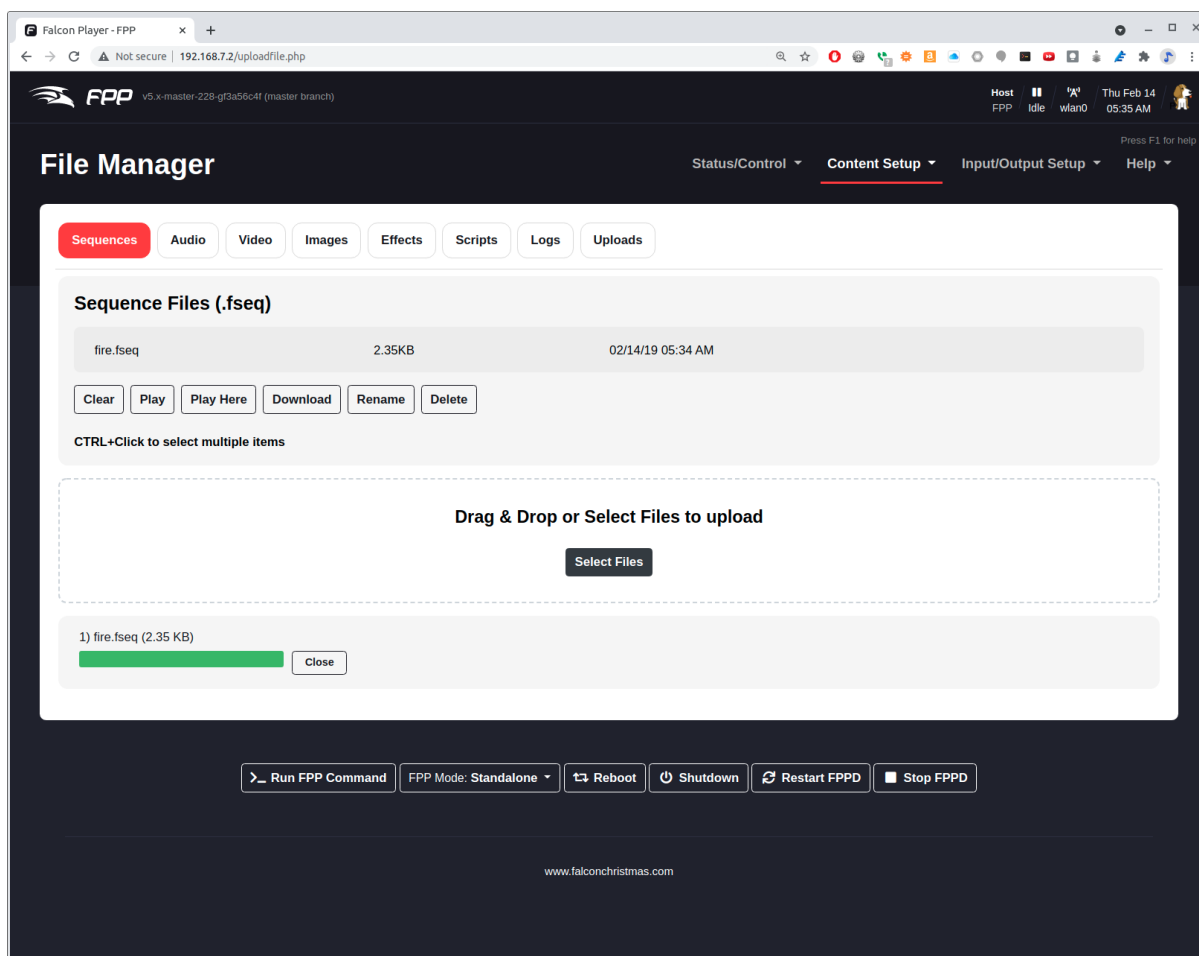 Falcon Player - FPP
Not secure | 192.168.7.2/uploadfile.php
FPP v5.x-master-228-gf3a56c4f (master branch)
Host
FPP
Idle
wlan0
Thu Feb 14
05:35 AM
Press F1 for help
File Manager
Status/Control Content Setup Input/Output Setup Help
Sequences Audio Video Images Effects Scripts Logs Uploads
Sequence Files (.fseq)
fire.fseq 2.35KB 02/14/19 05:34 AM
Clear Play Play Here Download Rename Delete
CTRL+Click to select multiple items
Drag & Drop or Select Files to upload
Select Files
1) fire.fseq (2.35 KB)
Close
Run FPP Command FPP Mode: Standalone Reboot Shutdown Restart FPPD Stop FPPD
www.falconchristmas.com